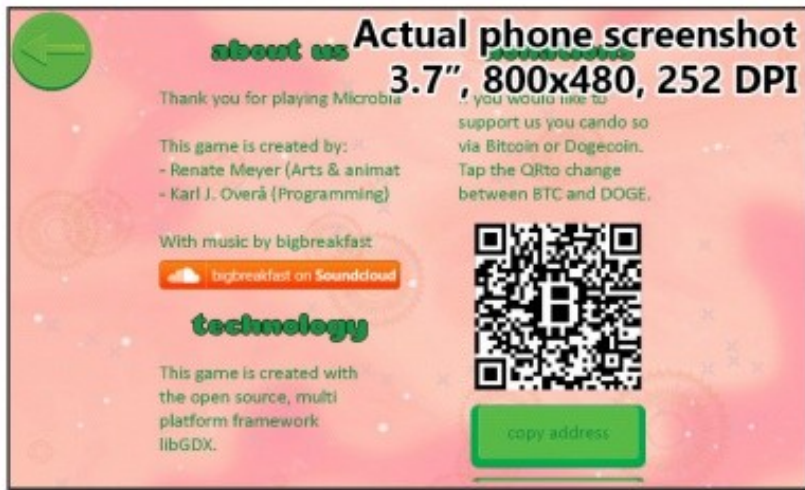 Actual phone screenshot
3.7", 800x480, 252 DPI
about us
Thank you for playing Microbia
This game is created by:
- Renate Meyer (Arts & animat
- Karl J. Overå (Programming)
With music by bigbreakfast
bigbreakfast on Soundcloud
technology
This game is created with
the open source, multi
platform framework
libGDX.
you would like to
support us you cando so
via Bitcoin or Dogecoin.
Tap the QRto change
between BTC and DOGE.
copy address